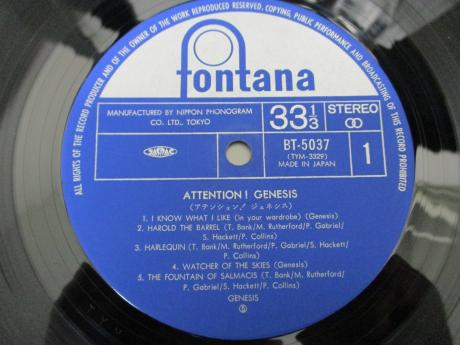 ALL RIGHTS OF THE RECORD PRODUCER AND OF THE OWNER OF THE WORK REPRODUCED RESERVED. COPYING, PUBLIC PERFORMANCE AND BROADCASTING OF THIS RECORD PROHIBITED
fontana
MANUFACTURED BY NIPPON PHONOGRAM
CO. LTD., TOKYO
33 1/3
STEREO
BT-5037
(TYM-3329)
MADE IN JAPAN
1
ATTENTION! GENESIS
(アテンション! ジェネシス)
1. I KNOW WHAT I LIKE (in your wardrobe) (Genesis)
2. HAROLD THE BARREL (T. Bank/M. Rutherford/P. Gabriel/
S. Hackett/P. Collins)
3. HARLEQUIN (T. Bank/M. Rutherford/P. Gabriel/S. Hackett/
P. Collins)
4. WATCHER OF THE SKIES (Genesis)
5. THE FOUNTAIN OF SALMACIS (T. Bank/M. Rutherford/
P. Gabriel/S. Hackett/P. Collins)
GENESIS